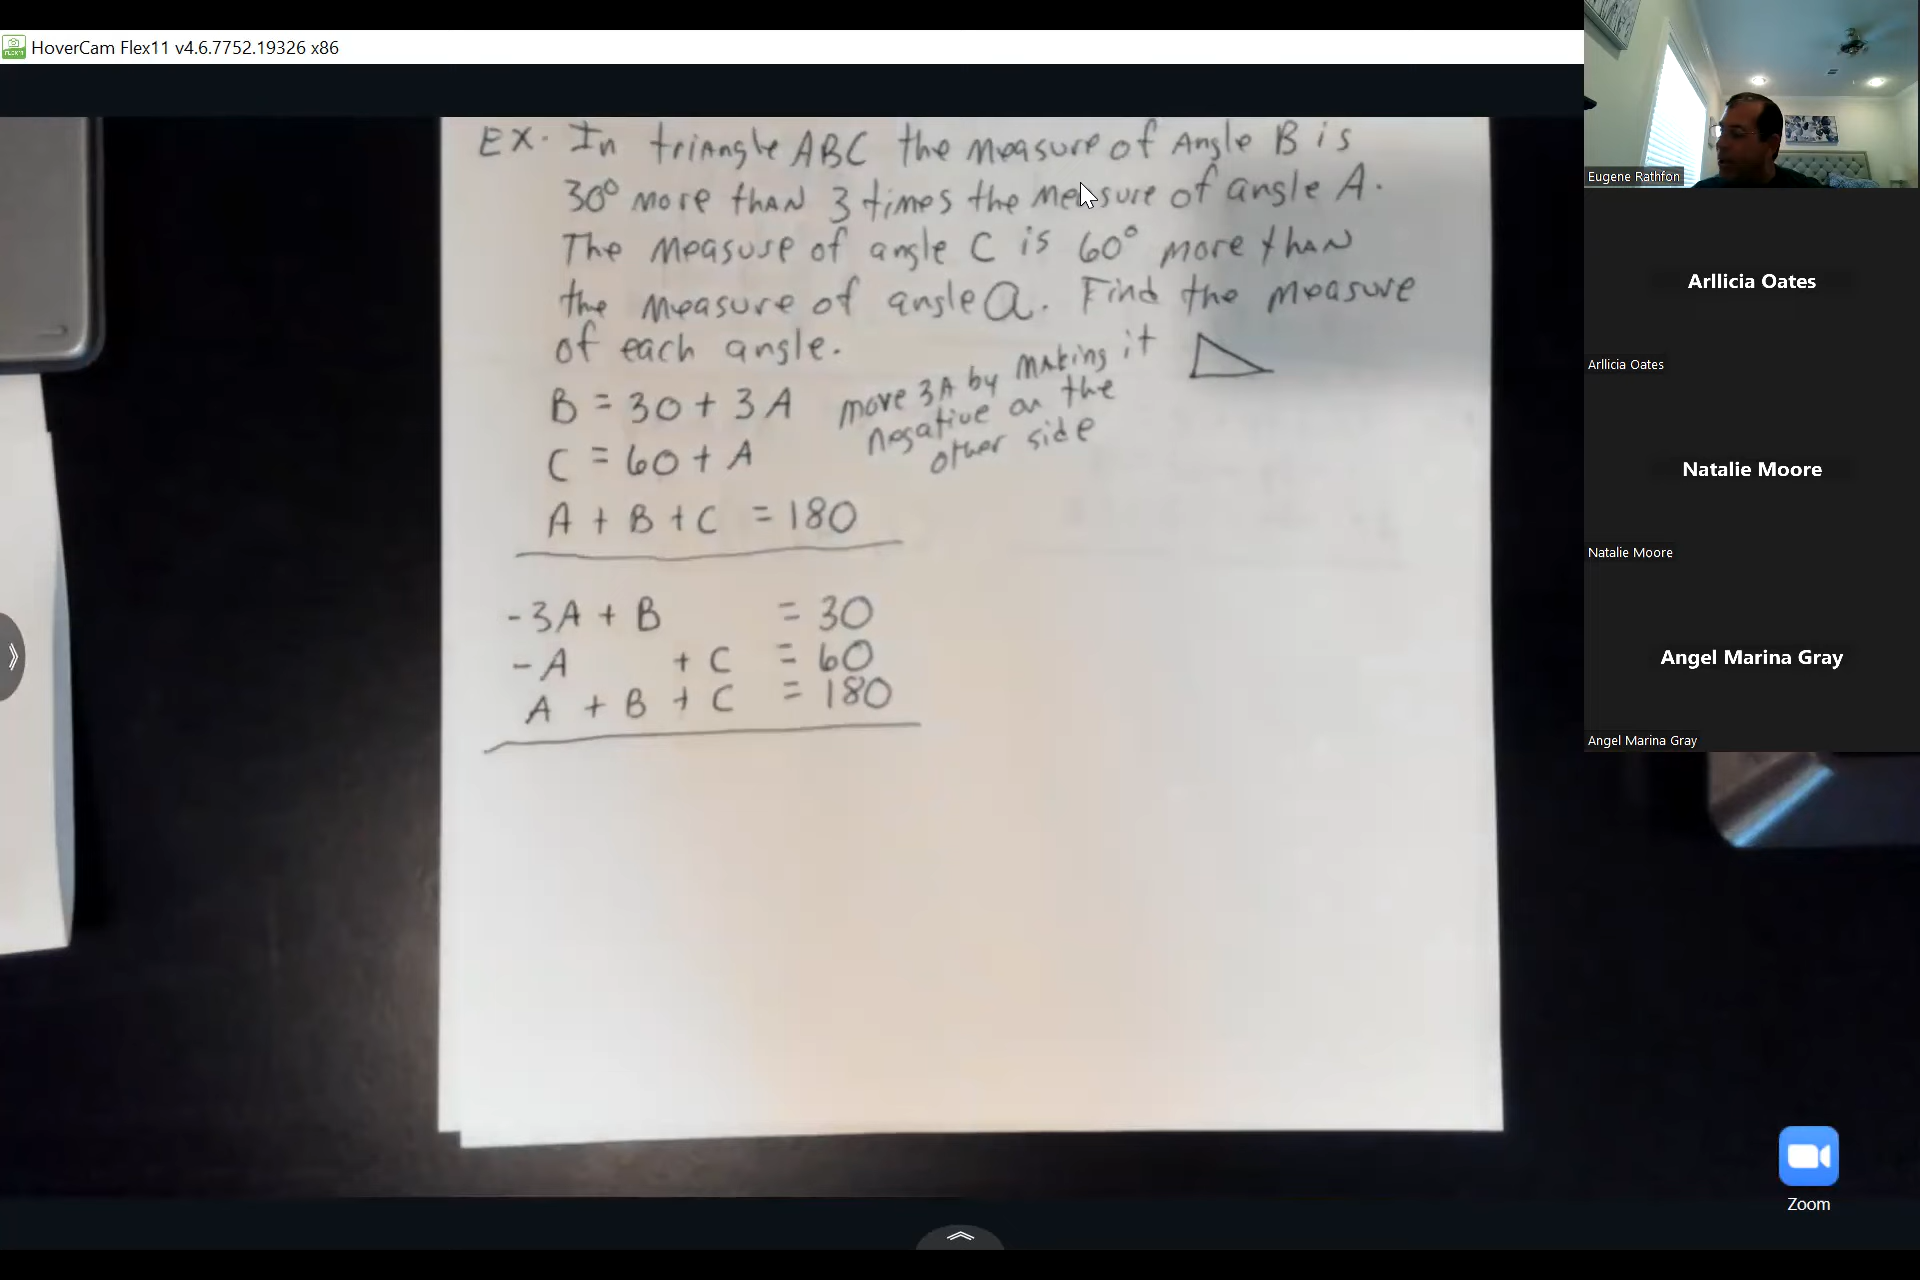 HoverCam Flex11 v4.6.7752.19326 x86
EX. In triangle ABC the measure of Angle B is
30° more than 3 times the measure of angle A.
The measure of angle C is 60° more than
the measure of angle a. Find the measure
of each angle.
B = 30 + 3A
C = 60 + A
A + B + C = 180
move 3A by making it
negative on the
other side
-3A + B = 30
-A + C = 60
A + B + C = 180
Eugene Rathfon
Arllicia Oates
Arllicia Oates
Natalie Moore
Natalie Moore
Angel Marina Gray
Angel Marina Gray
Zoom